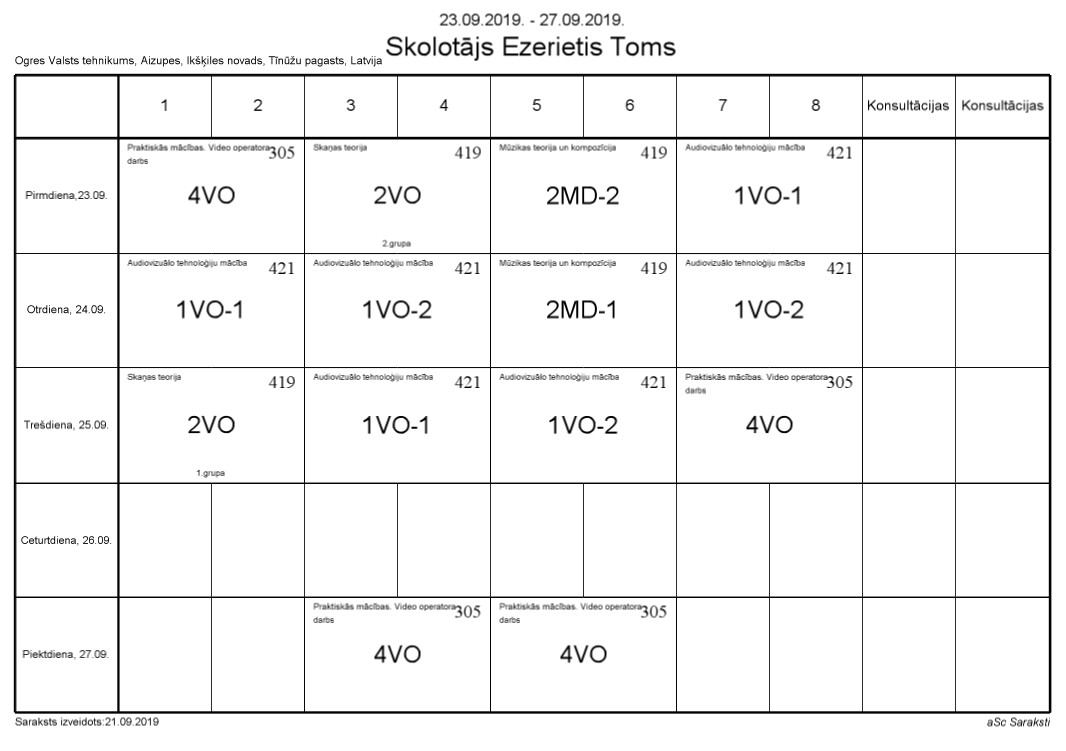 23.09.2019. - 27.09.2019.
Skolotājs Ezerietis Toms
Ogres Valsts tehnikums, Aizupes, Ikšķiles novads, Tīnūžu pagasts, Latvija
1 2 3 4 5 6 7 8 Konsultācijas Konsultācijas
Pirmdiena,23.09.
Praktiskās mācības. Video operatora
darbs
305
4VO
Skaņas teorija
419
2VO
2.grupa
Mūzikas teorija un kompozīcija
419
2MD-2
Audiovizuālo tehnoloģiju mācība
421
1VO-1
Otrdiena, 24.09.
Audiovizuālo tehnoloģiju mācība
421
1VO-1
Audiovizuālo tehnoloģiju mācība
421
1VO-2
Mūzikas teorija un kompozīcija
419
2MD-1
Audiovizuālo tehnoloģiju mācība
421
1VO-2
Trešdiena, 25.09.
Skaņas teorija
419
2VO
1.grupa
Audiovizuālo tehnoloģiju mācība
421
1VO-1
Audiovizuālo tehnoloģiju mācība
421
1VO-2
Praktiskās mācības. Video operatora
darbs
305
4VO
Ceturtdiena, 26.09.
Piektdiena, 27.09.
Praktiskās mācības. Video operatora
darbs
305
4VO
Praktiskās mācības. Video operatora
darbs
305
4VO
Saraksts izveidots:21.09.2019
aSc Saraksti